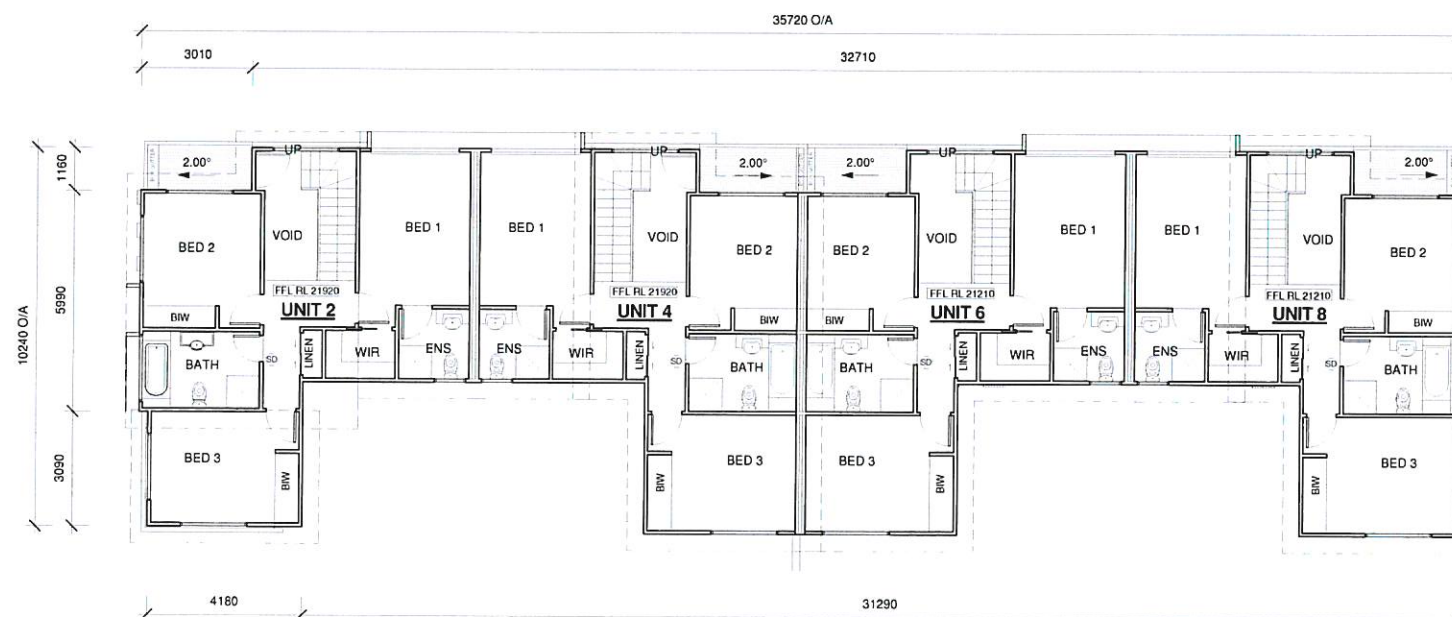 35720 O/A
3010
32710
1160
5990
3090
10240 O/A
2.00°
UP
UP
2.00°
2.00°
UP
UP
2.00°
BED 2
VOID
BED 1
BED 1
VOID
BED 2
BED 2
VOID
BED 1
BED 1
VOID
BED 2
FFL RL 21920
FFL RL 21920
FFL RL 21210
FFL RL 21210
BIW
UNIT 2
UNIT 4
BIW
BIW
UNIT 6
UNIT 8
BIW
BATH
SD
LINEN
WIR
ENS
ENS
WIR
LINEN
SD
BATH
BATH
SD
LINEN
WIR
ENS
ENS
WIR
LINEN
SD
BATH
BED 3
BIW
BIW
BED 3
BED 3
BIW
BIW
BED 3
4180
31290